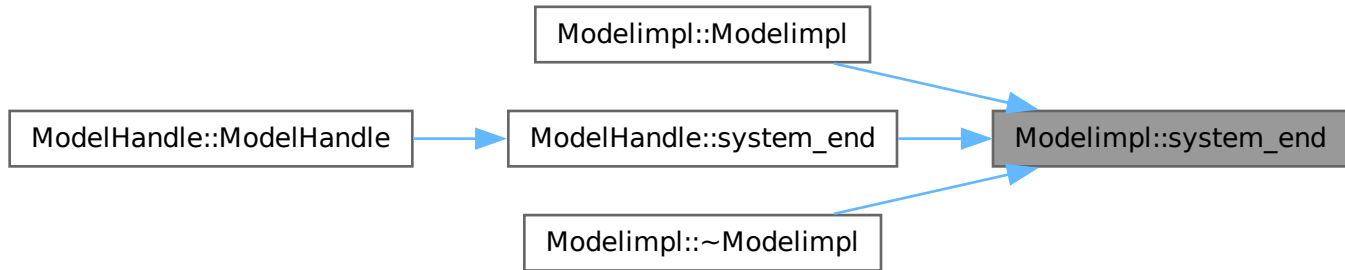 Modelimpl::Modelimpl
ModelHandle::ModelHandle
ModelHandle::system_end
Modelimpl::system_end
Modelimpl::~Modelimpl